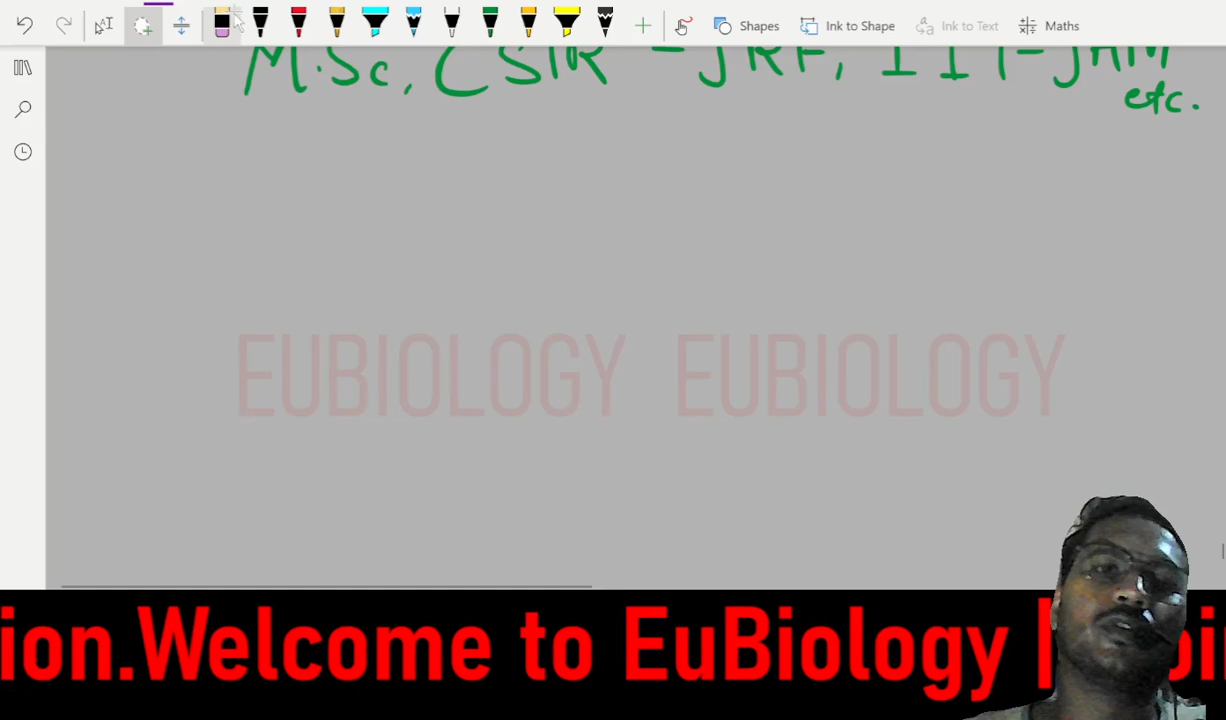 Shapes Ink to Shape Ink to Text Maths
M.Sc, CSIR-JRF, IIT-JAM
etc.
EUBIOLOGY EUBIOLOGY
ion.Welcome to EuBiology |